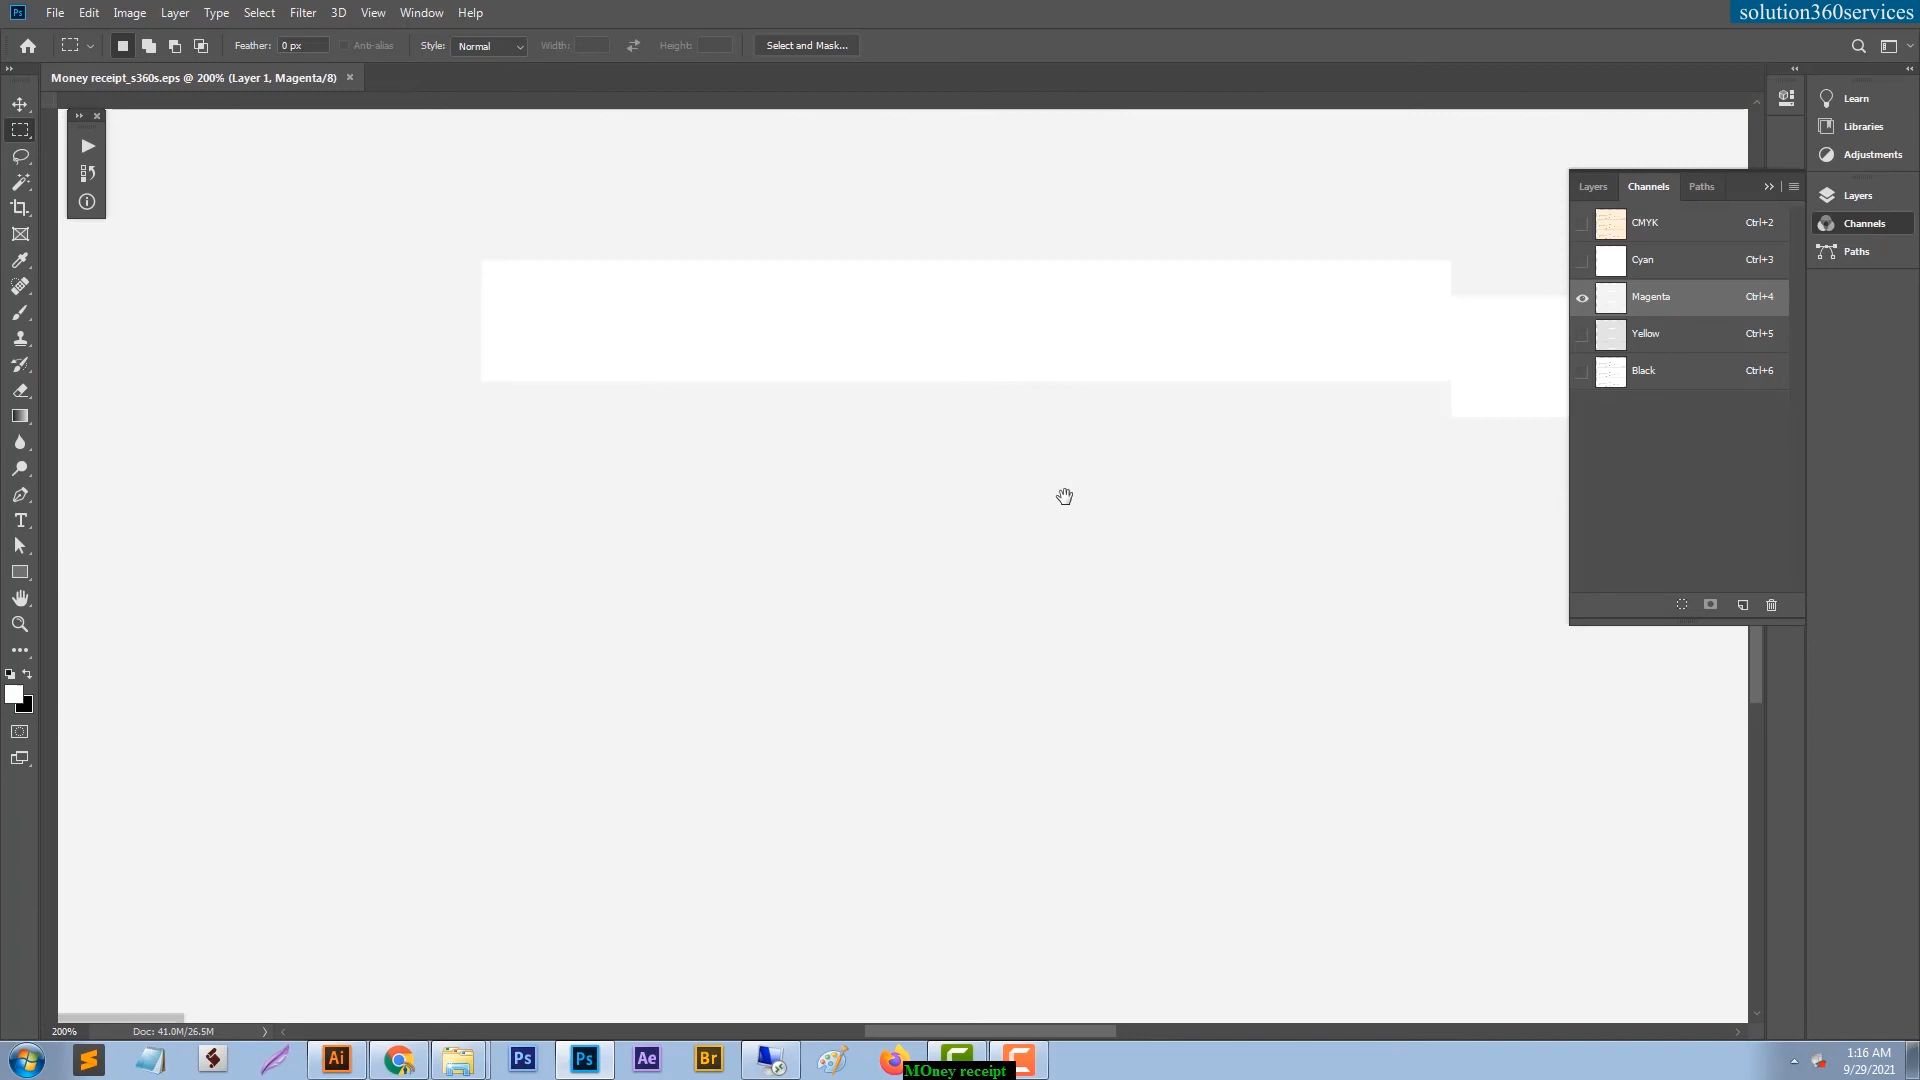 Ps File Edit Image Layer Type Select Filter 3D View Window Help
solution360services
Feather: 0 px Anti-alias Style: Normal Width: Height: Select and Mask...
Money receipt_s360s.eps @ 200% (Layer 1, Magenta/8) ×
Learn
Libraries
Adjustments
Layers
Channels
Paths
Layers Channels Paths
CMYK Ctrl+2
Cyan Ctrl+3
Magenta Ctrl+4
Yellow Ctrl+5
Black Ctrl+6
200% Doc: 41.0M/26.5M
Ai Ps Ps Ae Br
MOney receipt
1:16 AM
9/29/2021